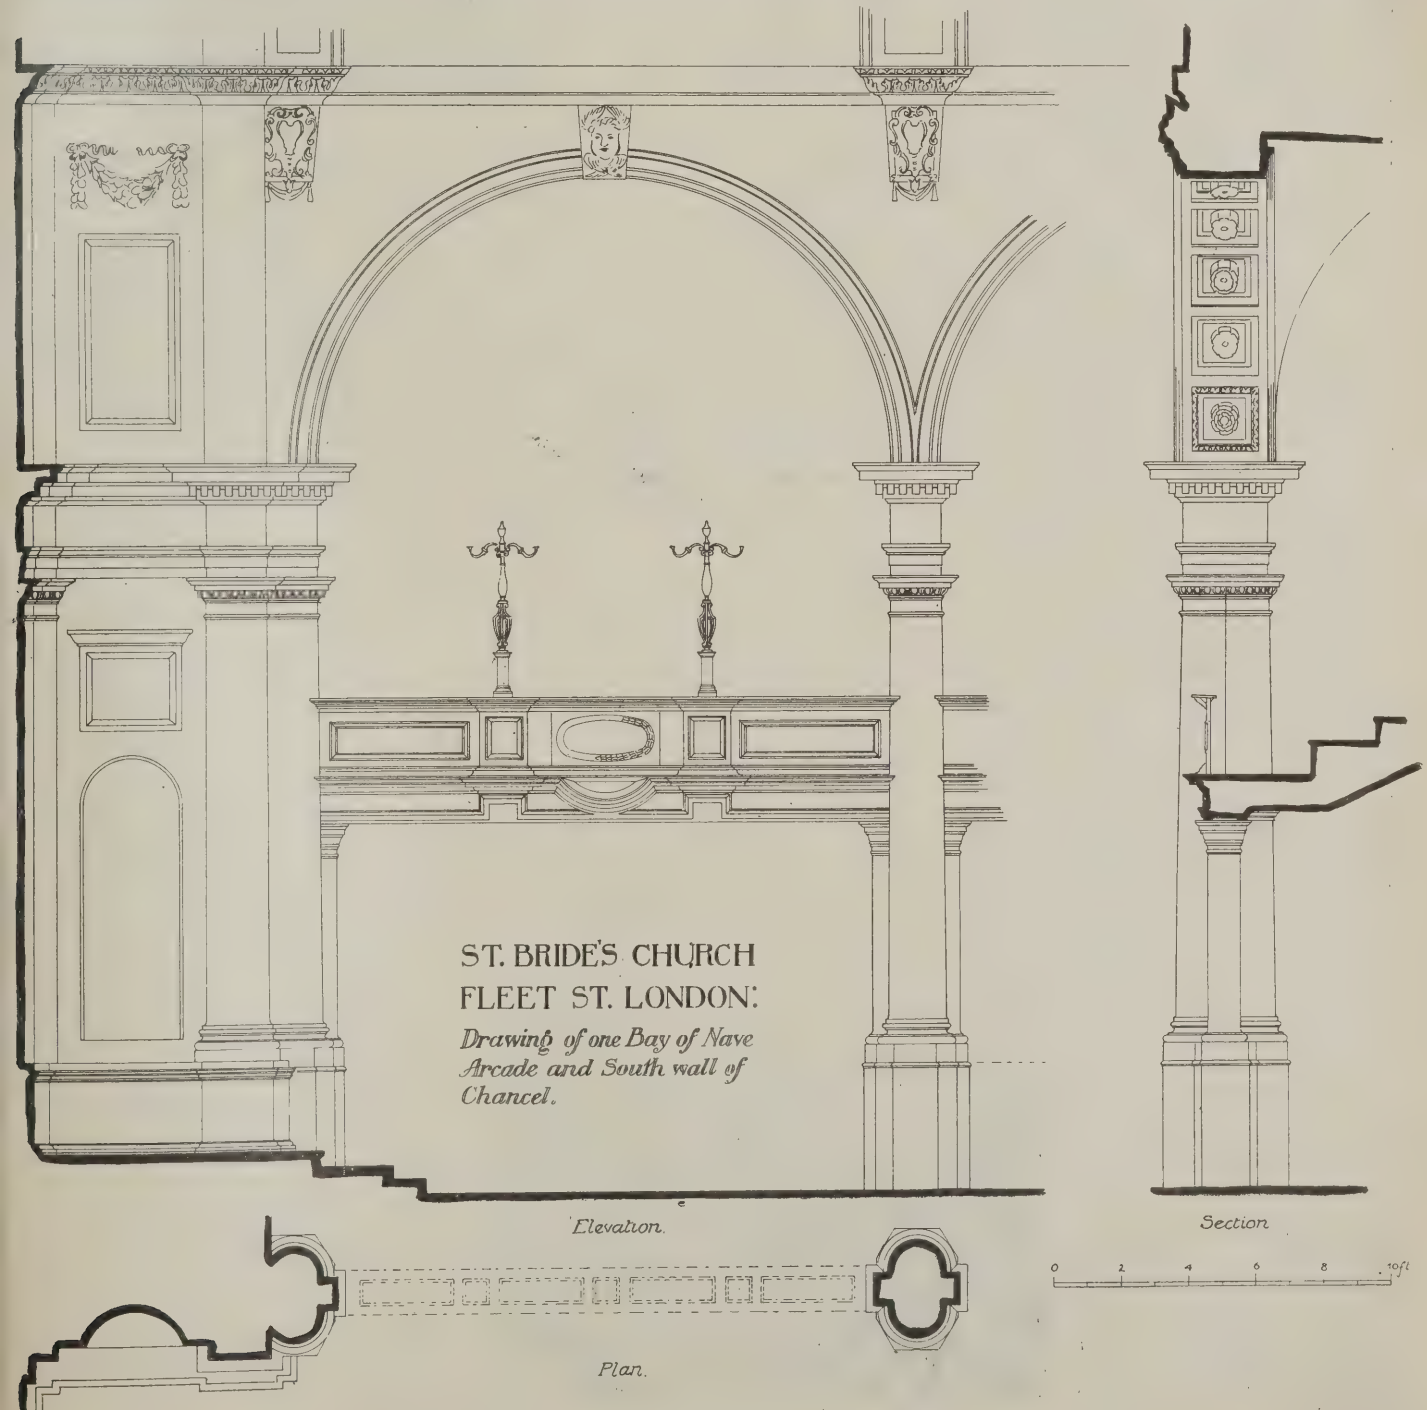 ST. BRIDE'S CHURCH
FLEET ST. LONDON:
Drawing of one Bay of Nave
Arcade and South wall of
Chancel.
Elevation.
Section
0 2 4 6 8 10ft
Plan.